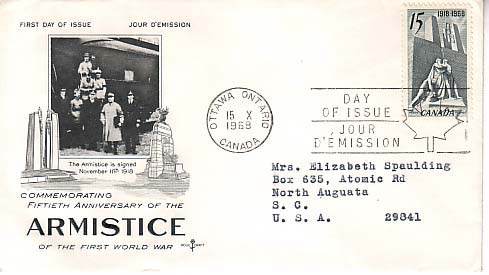 FIRST DAY OF ISSUE JOUR D'EMISSION
The Armistice is signed
November 11th 1918
COMMEMORATING
FIFTIETH ANNIVERSARY OF THE
ARMISTICE
OF THE FIRST WORLD WAR
15 1918-1968
CANADA
OTTAWA ONTARIO
15 X
1968
CANADA
DAY
OF ISSUE
JOUR
D'ÉMISSION
Mrs. Elizabeth Spaulding
Box 635, Atomic Rd
North Auguata
S. C.
U. S. A. 29841